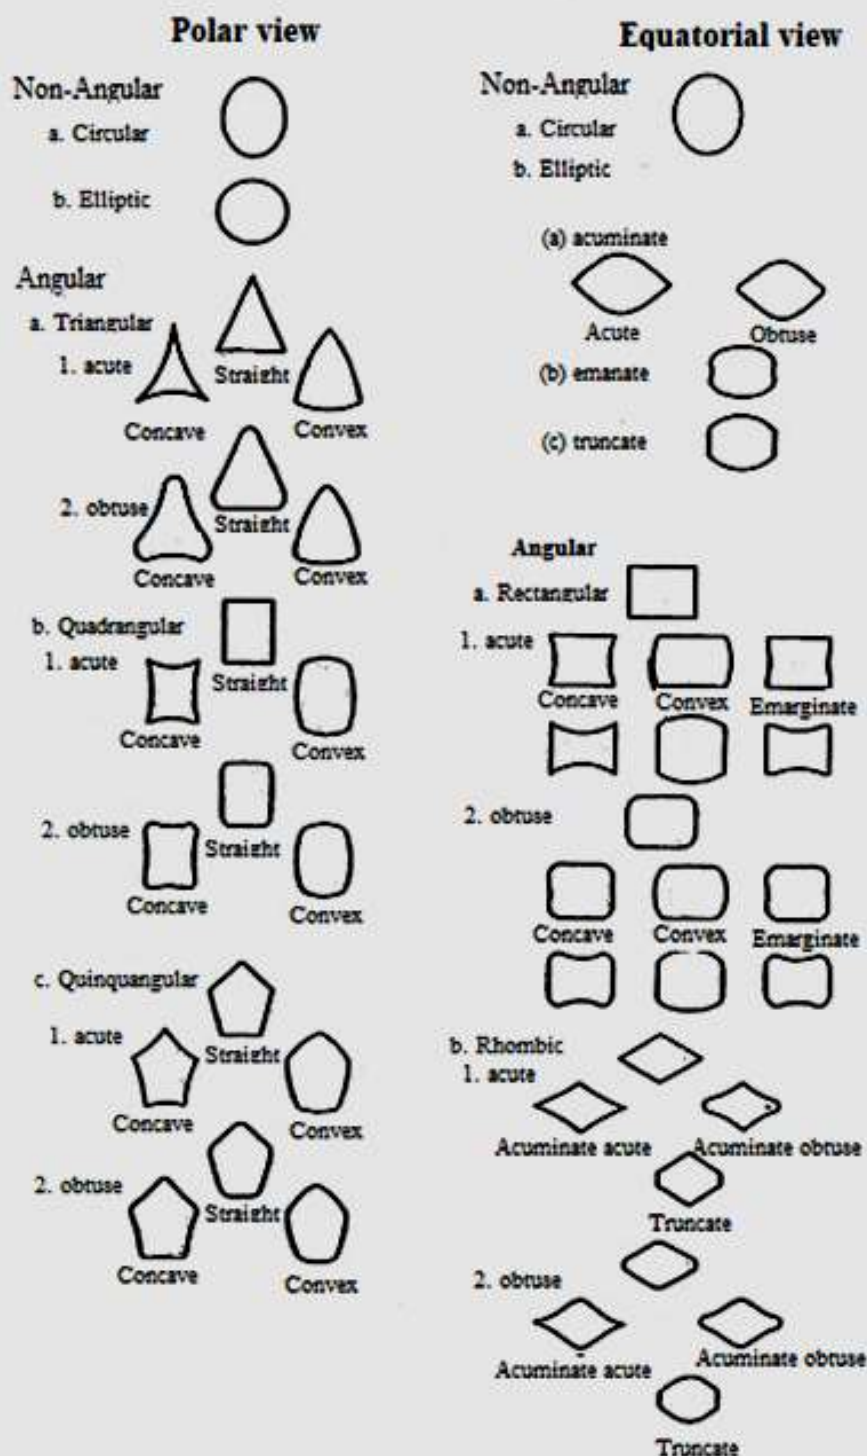 Polar view
Non-Angular
a. Circular
b. Elliptic
Angular
a. Triangular
1. acute
Straight
Concave
Convex
2. obtuse
Straight
Concave
Convex
b. Quadrangular
1. acute
Straight
Concave
Convex
2. obtuse
Straight
Concave
Convex
c. Quinquangular
1. acute
Straight
Concave
Convex
2. obtuse
Straight
Concave
Convex
Equatorial view
Non-Angular
a. Circular
b. Elliptic
(a) acuminate
Acute
Obtuse
(b) emanate
(c) truncate
Angular
a. Rectangular
1. acute
Concave
Convex
Emarginate
2. obtuse
Concave
Convex
Emarginate
b. Rhombic
1. acute
Acuminate acute
Acuminate obtuse
Truncate
2. obtuse
Acuminate acute
Acuminate obtuse
Truncate